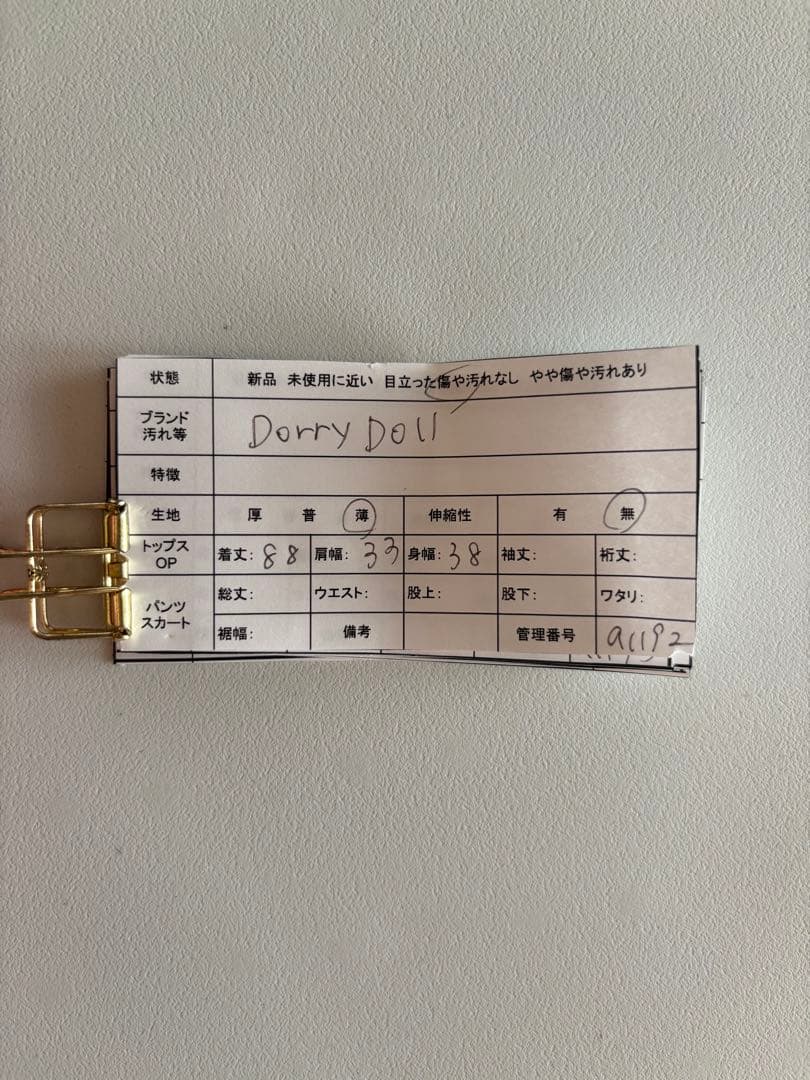 状態 新品 未使用に近い 目立った傷や汚れなし やや傷や汚れあり
ブランド
汚れ等 Dorry Doll
特徴
生地 厚 普 薄 伸縮性 有 無
トップス
OP 着丈: 88 肩幅: 33 身幅: 38 袖丈: 裄丈:
パンツ
スカート 総丈: ウエスト: 股上: 股下: ワタリ:
裾幅: 備考 管理番号 a1192